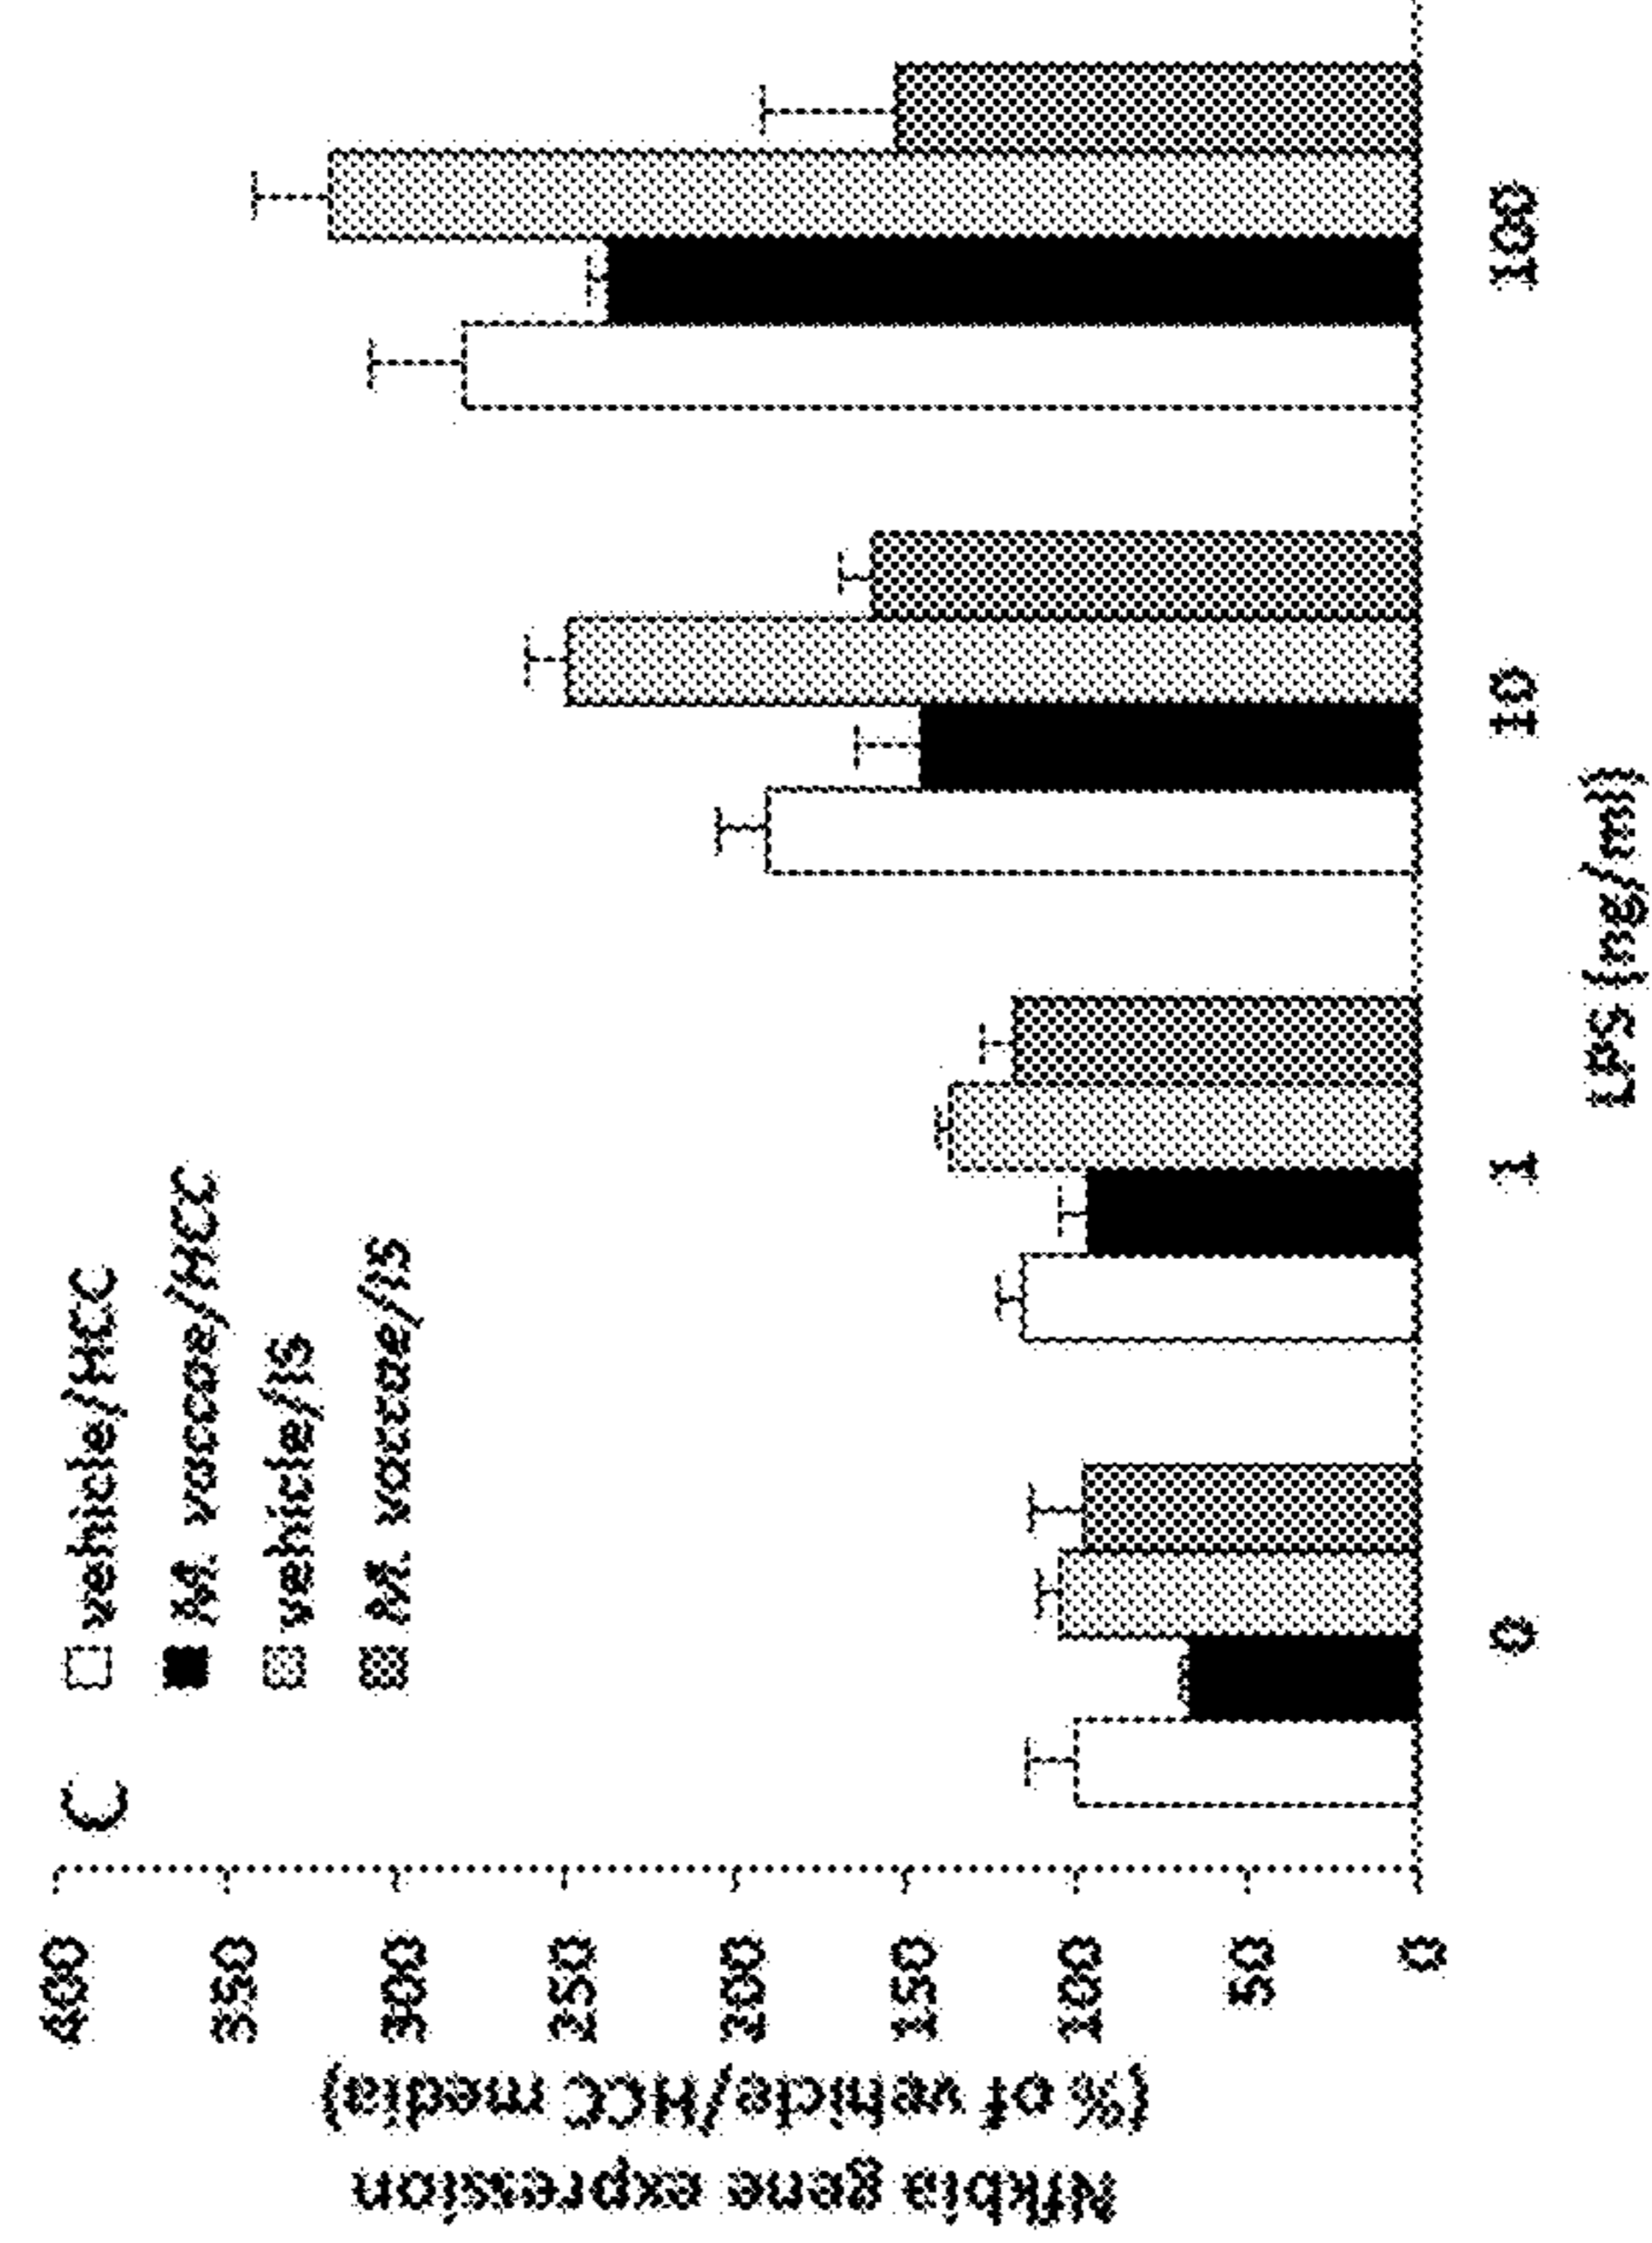 C
vehicle/HCC
M. vaccae/HCC
vehicle/IS
M. vaccae/IS
Nfkbia gene expression
(% of vehicle/HCC media)
400
350
300
250
200
150
100
50
0
0
1
10
100
LPS (ng/ml)